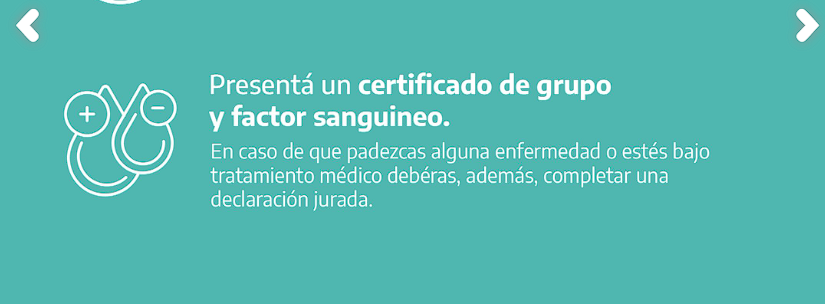 Presentá un certificado de grupo
y factor sanguineo.
En caso de que padezcas alguna enfermedad o estés bajo
tratamiento médico debéras, además, completar una
declaración jurada.